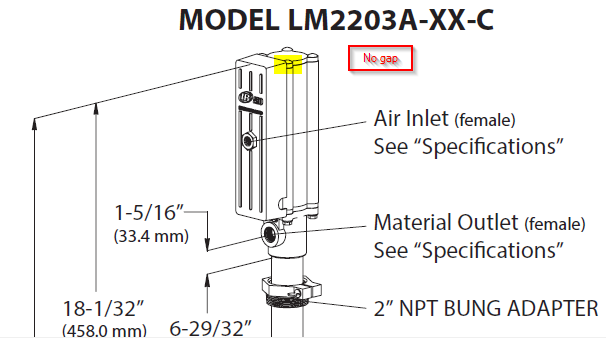 MODEL LM2203A-XX-C
No gap
Air Inlet (female)
See “Specifications”
1-5/16”
(33.4 mm)
Material Outlet (female)
See “Specifications”
18-1/32”
(458.0 mm)
6-29/32”
2” NPT BUNG ADAPTER